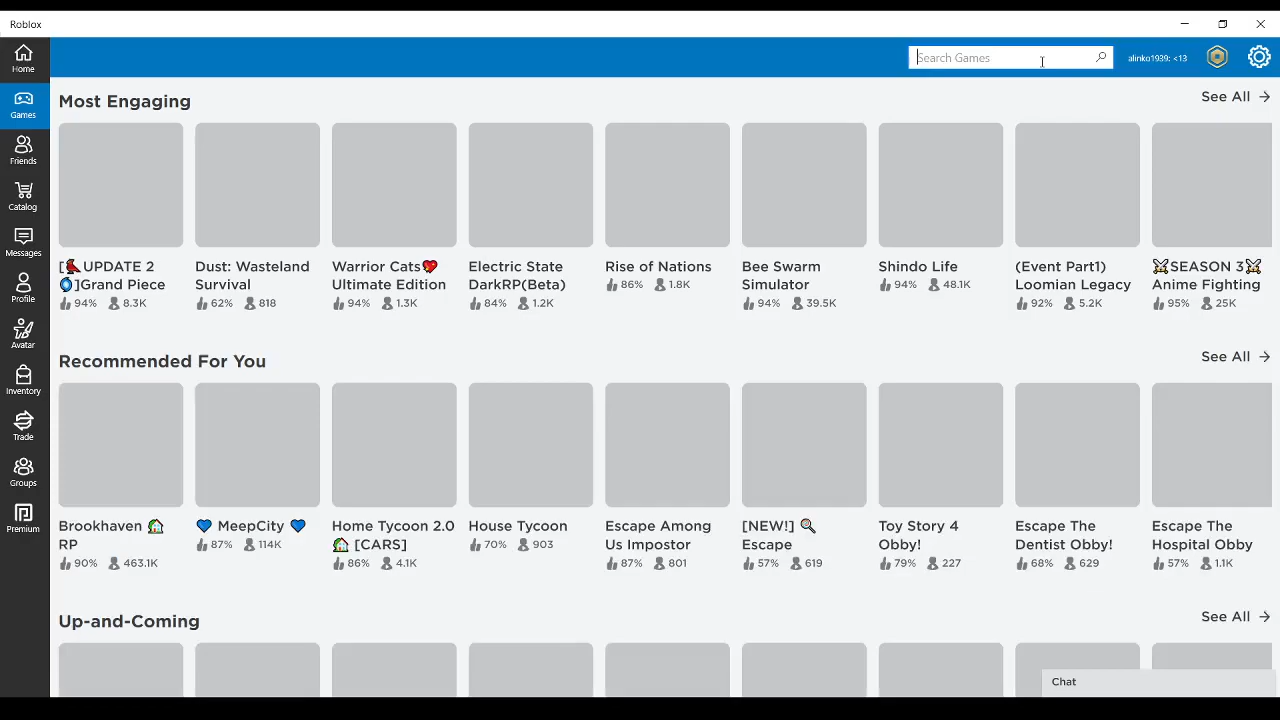 Roblox
Home
Games
Friends
Catalog
Messages
Profile
Avatar
Inventory
Trade
Groups
Premium
Search Games
alinko1939: <13
Most Engaging
See All →
[🐦UPDATE 2
🌀]Grand Piece
94% 8.3K
Dust: Wasteland
Survival
62% 818
Warrior Cats💖
Ultimate Edition
94% 1.3K
Electric State
DarkRP(Beta)
84% 1.2K
Rise of Nations
86% 1.8K
Bee Swarm
Simulator
94% 39.5K
Shindo Life
94% 48.1K
(Event Part1)
Loomian Legacy
92% 5.2K
⚔️SEASON 3⚔️
Anime Fighting
95% 25K
Recommended For You
See All →
Brookhaven 🏡
RP
90% 463.1K
💙 MeepCity 💙
87% 114K
Home Tycoon 2.0
🏡 [CARS]
86% 4.1K
House Tycoon
70% 903
Escape Among
Us Impostor
87% 801
[NEW!] 🔍
Escape
57% 619
Toy Story 4
Obby!
79% 227
Escape The
Dentist Obby!
68% 629
Escape The
Hospital Obby
57% 1.1K
Up-and-Coming
See All →
Chat